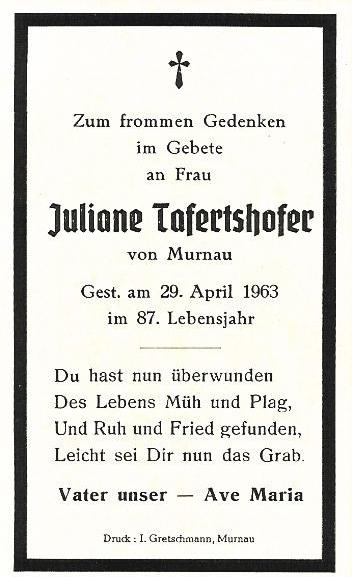 Zum frommen Gedenken
im Gebete
an Frau
Juliane Tafertshofer
von Murnau
Gest. am 29. April 1963
im 87. Lebensjahr
Du hast nun überwunden
Des Lebens Müh und Plag,
Und Ruh und Fried gefunden,
Leicht sei Dir nun das Grab.
Vater unser — Ave Maria
Druck : I. Gretschmann, Murnau